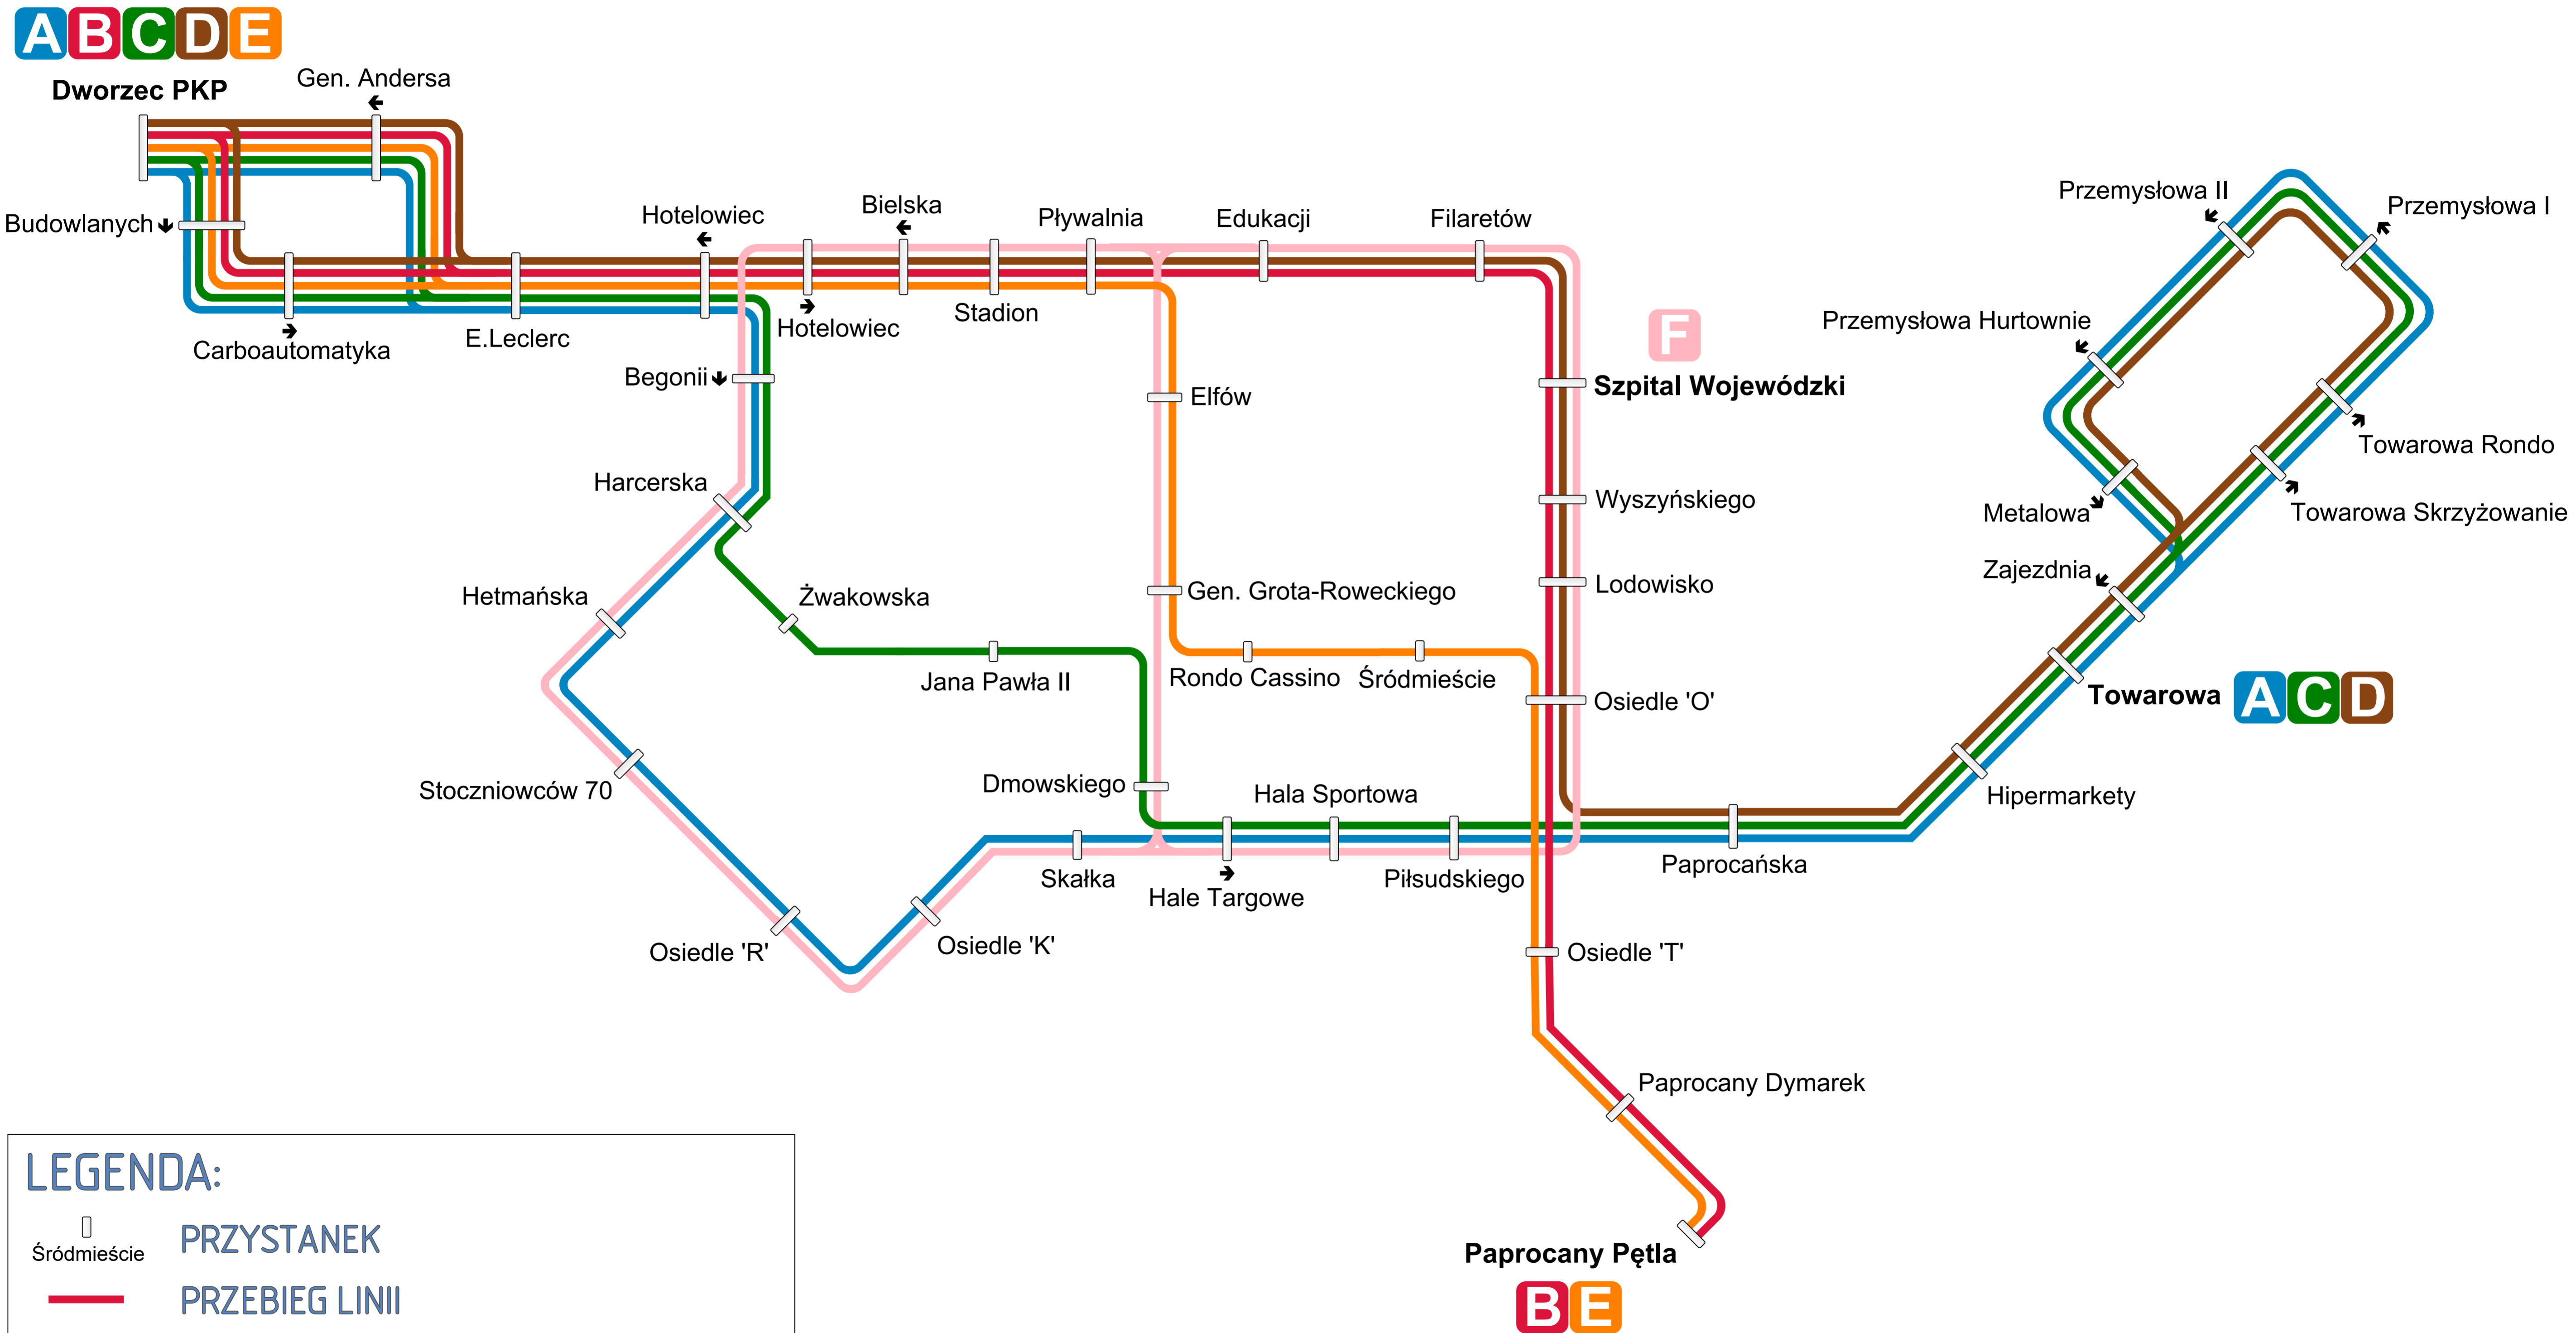 A B C D E
Dworzec PKP
Gen. Andersa
Budowlanych
Carboautomatyka
E.Leclerc
Hotelowiec
Hotelowiec
Bielska
Stadion
Pływalnia
Edukacji
Filaretów
F
Szpital Wojewódzki
Wyszyńskiego
Lodowisko
Osiedle 'O'
Begonii
Harcerska
Hetmańska
Stoczniowców 70
Osiedle 'R'
Osiedle 'K'
Skałka
Żwakowska
Jana Pawła II
Dmowskiego
Elfów
Gen. Grota-Roweckiego
Rondo Cassino
Śródmieście
Hale Targowe
Hala Sportowa
Piłsudskiego
Paprocańska
Hipermarkety
Towarowa
A C D
Zajezdnia
Metalowa
Przemysłowa Hurtownie
Przemysłowa II
Przemysłowa I
Towarowa Rondo
Towarowa Skrzyżowanie
Osiedle 'T'
Paprocany Dymarek
Paprocany Pętla
B E
LEGENDA:
Śródmieście
PRZYSTANEK
PRZEBIEG LINII